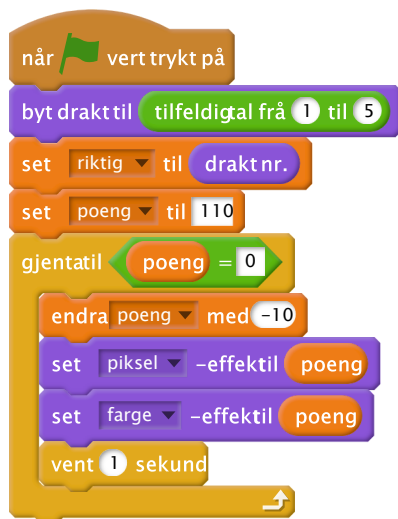 når vert trykt på
byt drakt til tilfeldig tal frå 1 til 5
set riktig til drakt nr.
set poeng til 110
gjenta til poeng = 0
endra poeng med -10
set piksel -effekt til poeng
set farge -effekt til poeng
vent 1 sekund